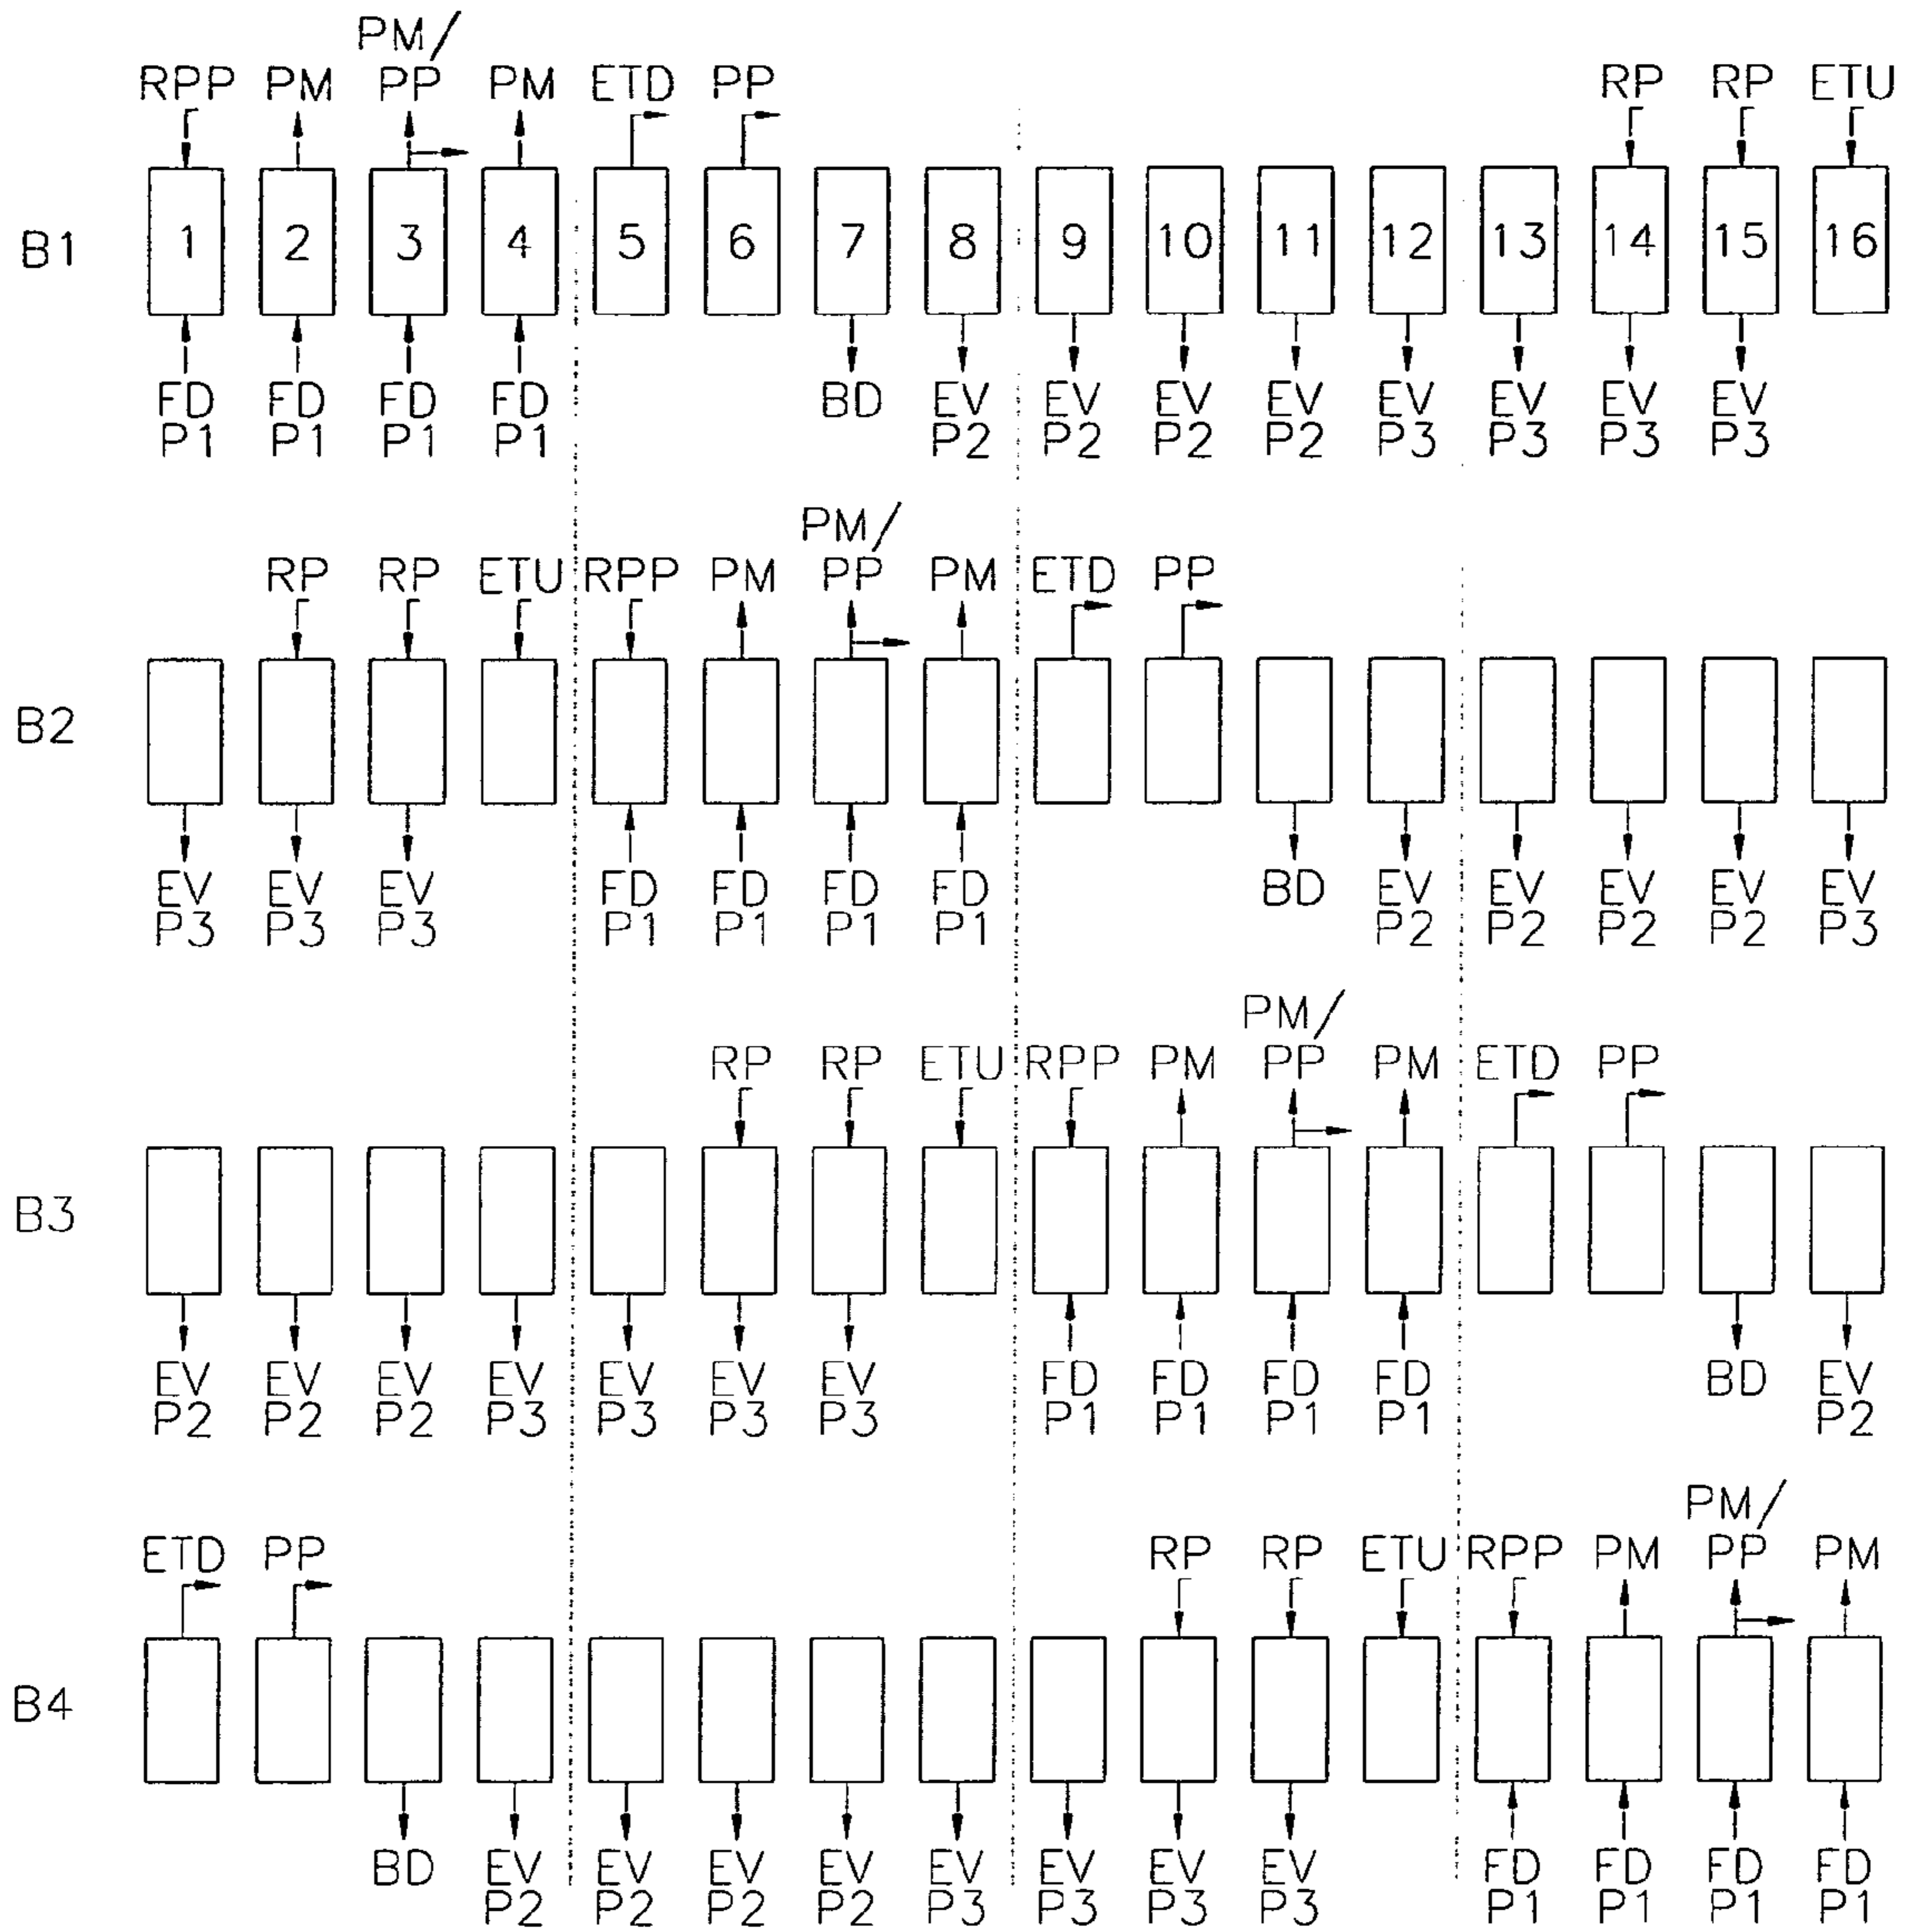 PM/
RPP PM PP PM ETD PP RP RP ETU
B1 1 2 3 4 5 6 7 8 9 10 11 12 13 14 15 16
FD FD FD FD BD EV EV EV EV EV EV EV EV
P1 P1 P1 P1 P2 P2 P2 P2 P3 P3 P3 P3
PM/
RP RP ETU RPP PM PP PM ETD PP
B2
EV EV EV FD FD FD FD BD EV EV EV EV EV
P3 P3 P3 P1 P1 P1 P1 P2 P2 P2 P2 P3
PM/
RP RP ETU RPP PM PP PM ETD PP
B3
EV EV EV EV EV EV EV FD FD FD FD BD EV
P2 P2 P2 P3 P3 P3 P3 P1 P1 P1 P1 P2
PM/
ETD PP RP RP ETU RPP PM PP PM
B4
BD EV EV EV EV EV EV EV EV FD FD FD FD
P2 P2 P2 P2 P3 P3 P3 P3 P1 P1 P1 P1